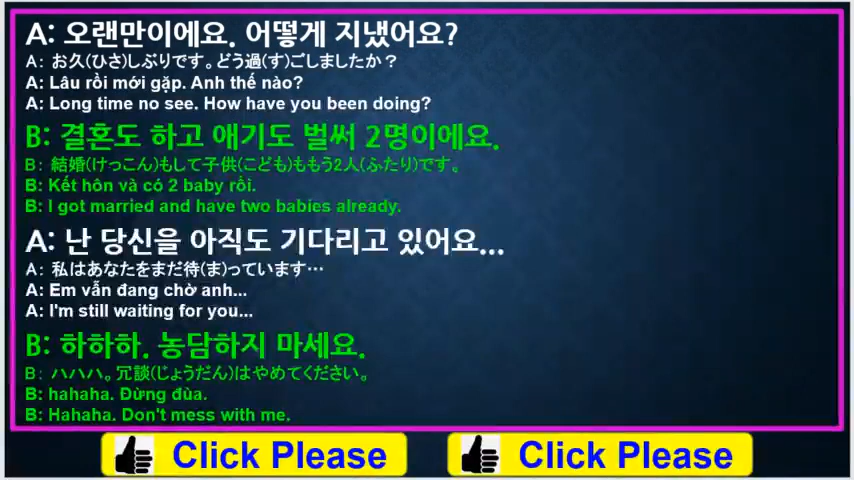 A: 오랜만이에요. 어떻게 지냈어요?
A: お久(ひさ)しぶりです。どう過(す)ごしましたか？
A: Lâu rồi mới gặp. Anh thế nào?
A: Long time no see. How have you been doing?
B: 결혼도 하고 애기도 벌써 2명이에요.
B: 結婚(けっこん)もして子供(こども)ももう2人(ふたり)です。
B: Kết hôn và có 2 baby rồi.
B: I got married and have two babies already.
A: 난 당신을 아직도 기다리고 있어요...
A: 私はあなたをまだ待(ま)っています…
A: Em vẫn đang chờ anh...
A: I'm still waiting for you...
B: 하하하. 농담하지 마세요.
B: ハハハ。冗談(じょうだん)はやめてください。
B: hahaha. Đừng đùa.
B: Hahaha. Don't mess with me.
Click Please
Click Please